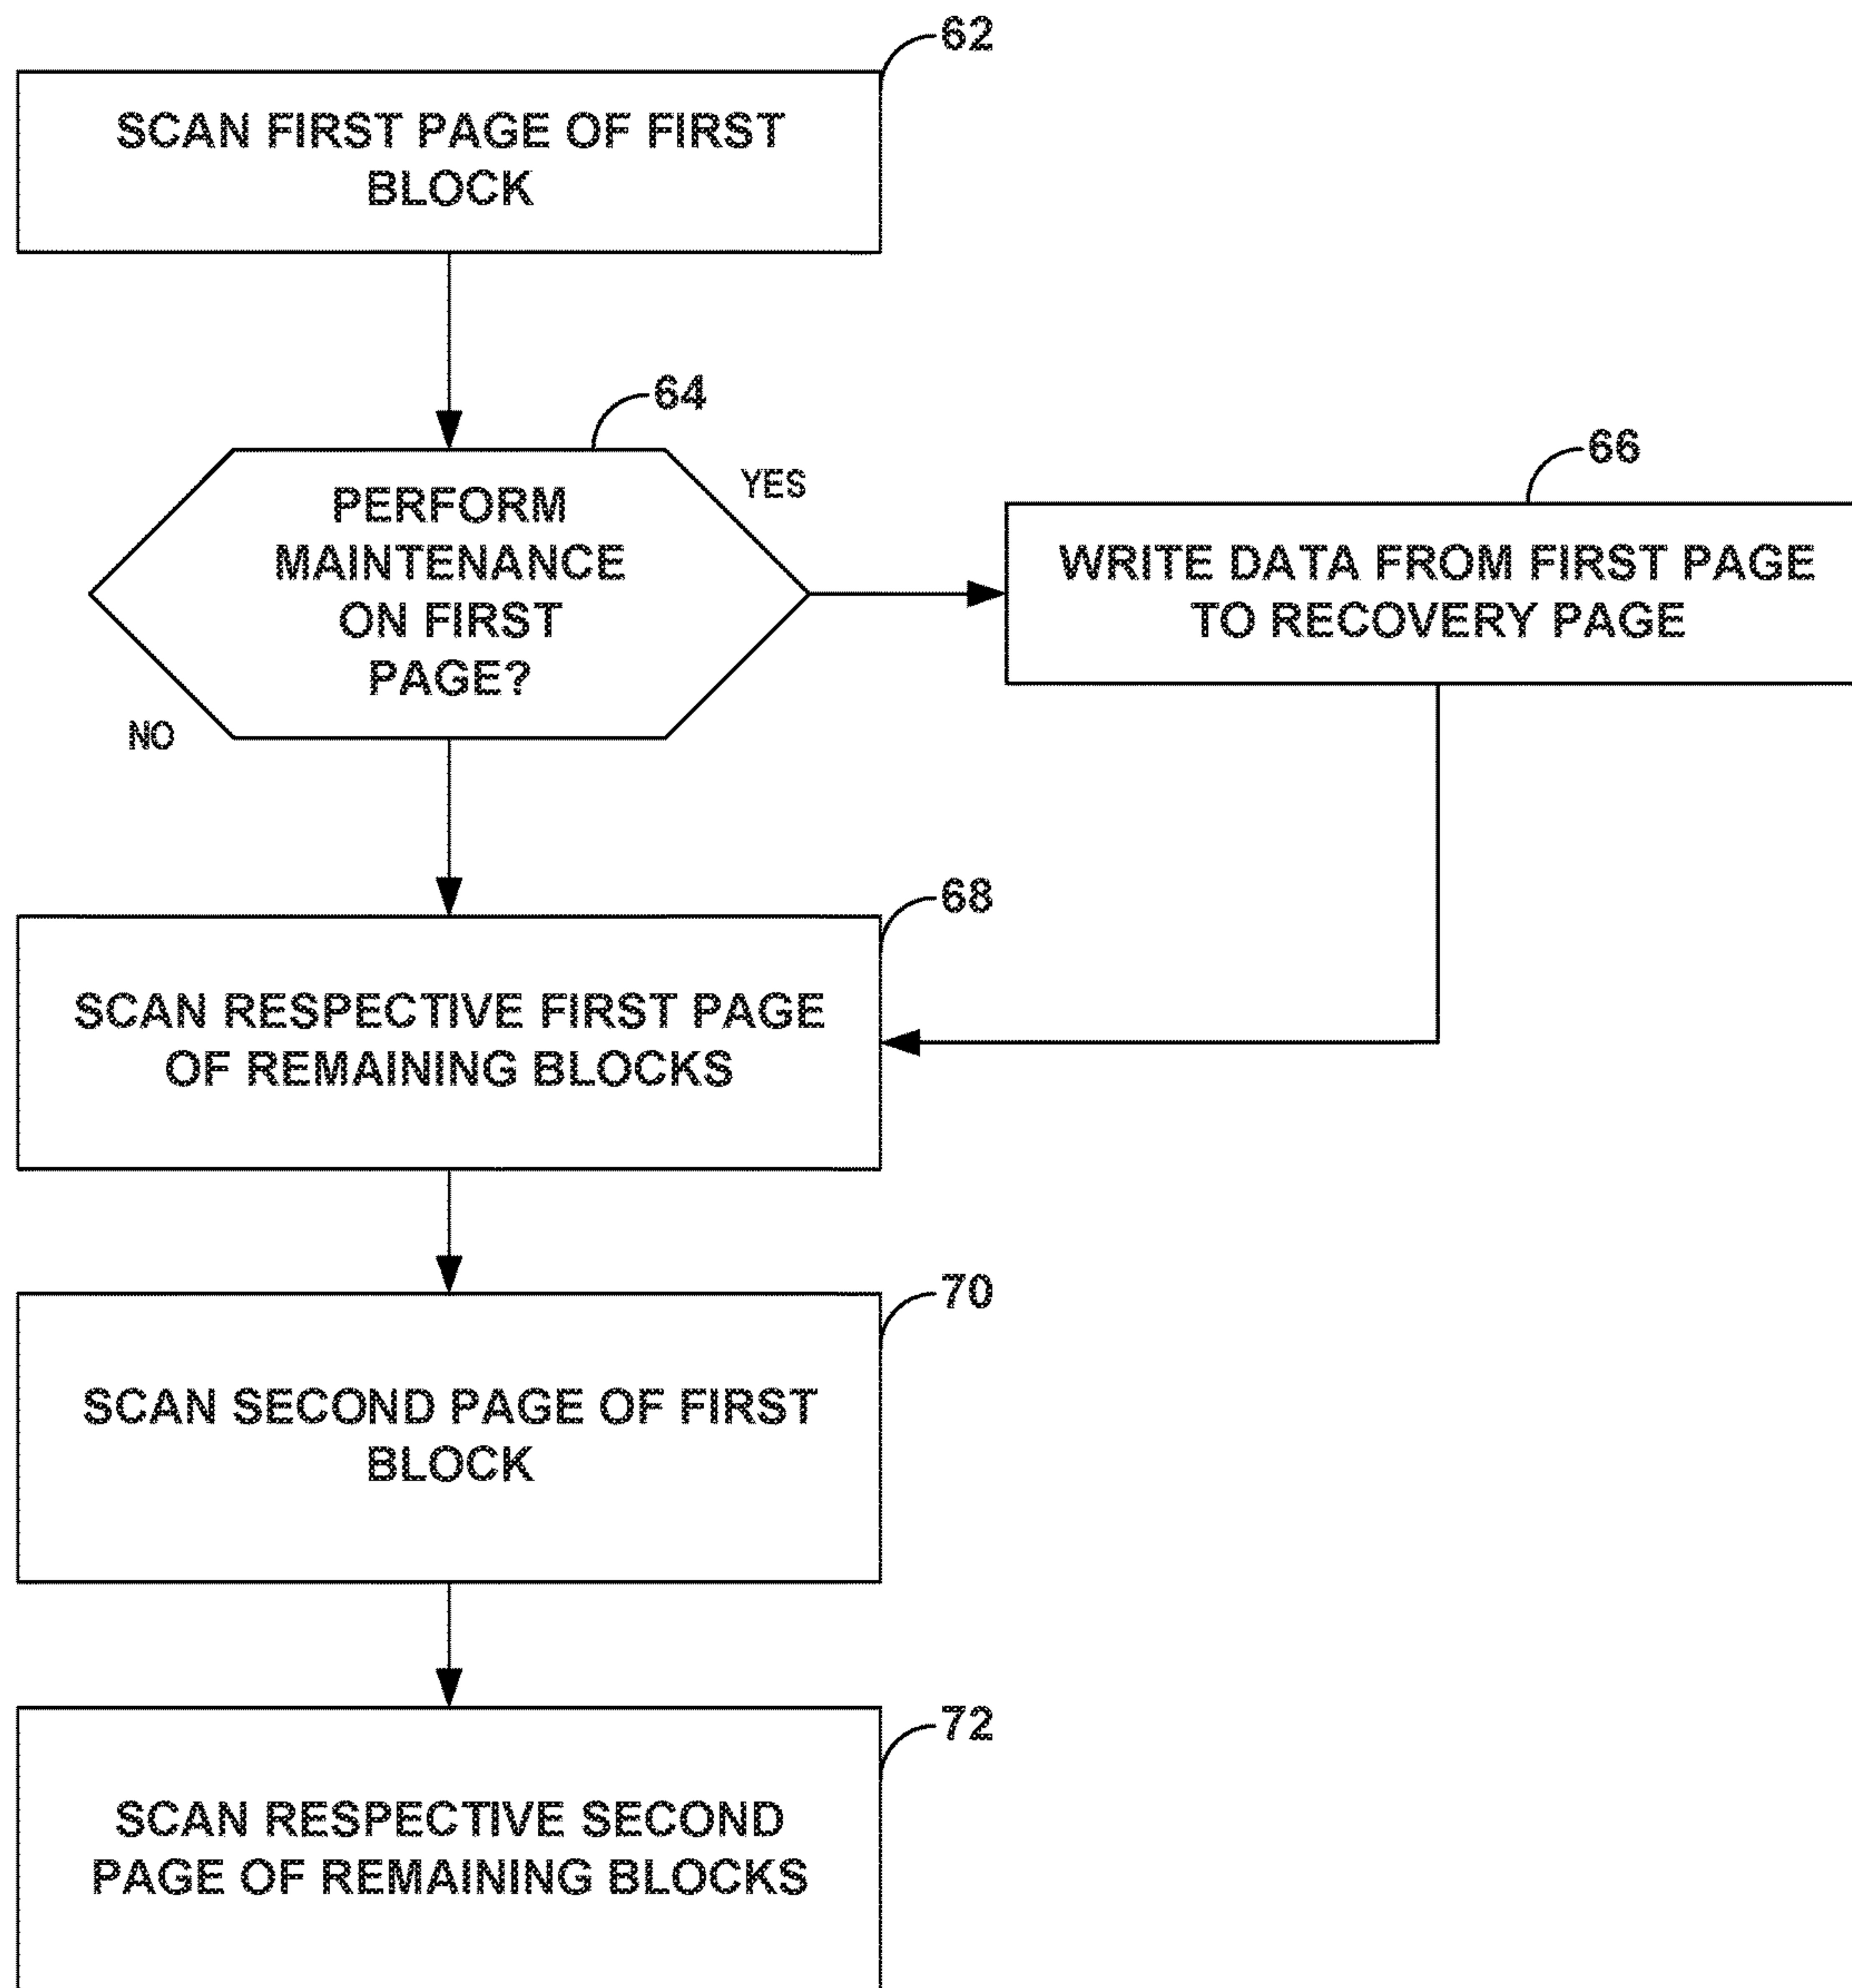 62
SCAN FIRST PAGE OF FIRST
BLOCK
64
PERFORM
MAINTENANCE
ON FIRST
PAGE?
YES
NO
66
WRITE DATA FROM FIRST PAGE
TO RECOVERY PAGE
68
SCAN RESPECTIVE FIRST PAGE
OF REMAINING BLOCKS
70
SCAN SECOND PAGE OF FIRST
BLOCK
72
SCAN RESPECTIVE SECOND
PAGE OF REMAINING BLOCKS